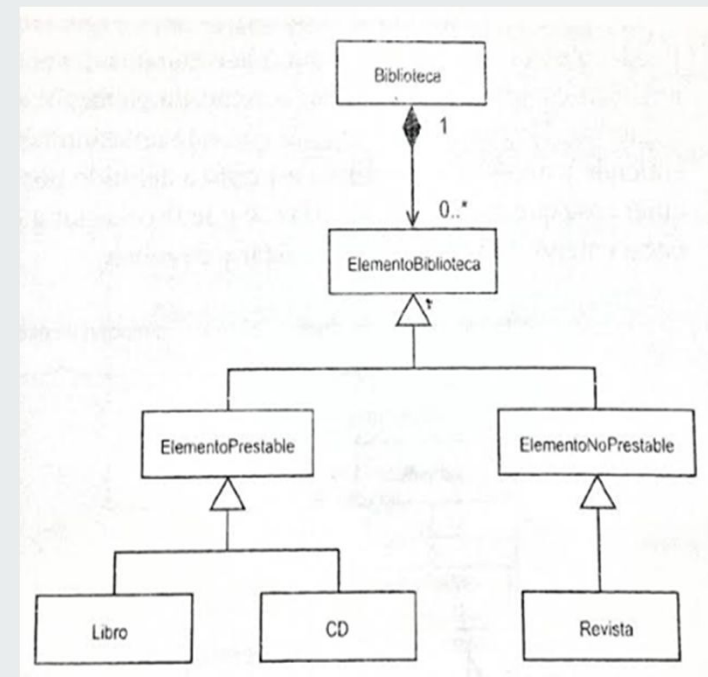 Biblioteca
1
0..*
ElementoBiblioteca
ElementoPrestable
ElementoNoPrestable
Libro
CD
Revista